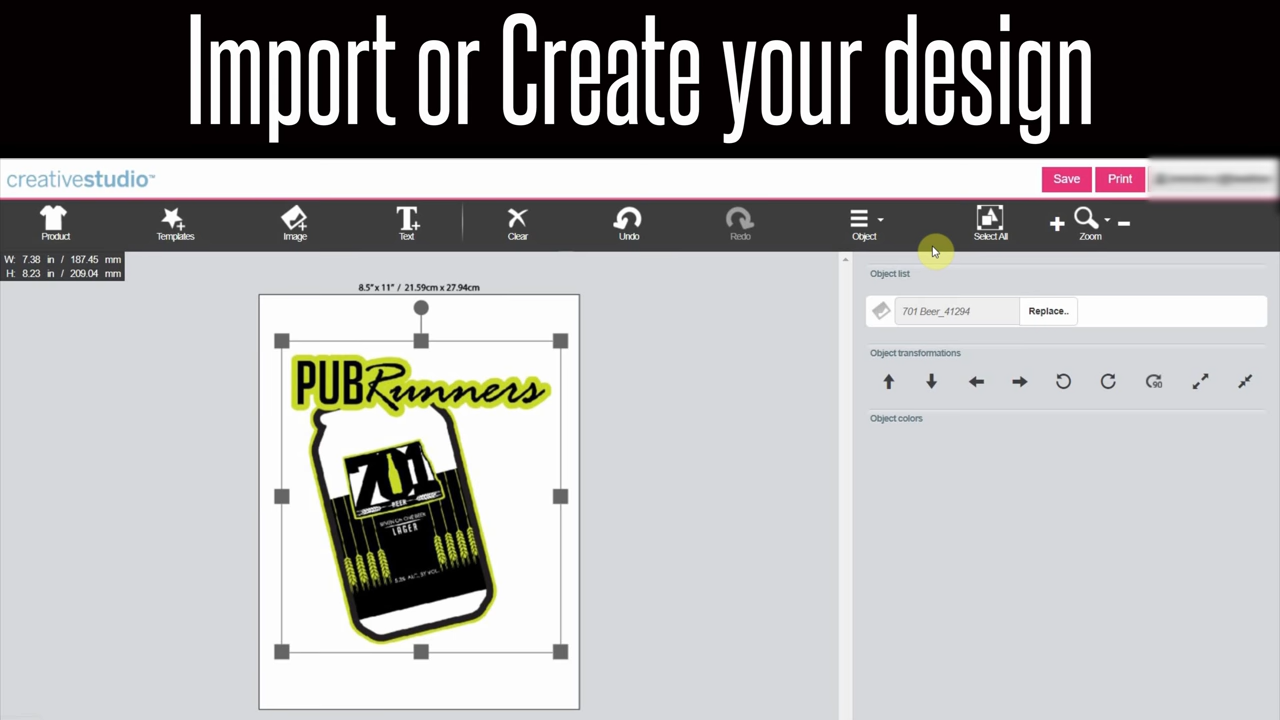 Import or Create your design
creativestudio™
Save
Print
Product
Templates
Image
Text
Clear
Undo
Redo
Object
Select All
Zoom
W: 7.38 in / 187.45 mm
H: 8.23 in / 209.04 mm
8.5"x 11" / 21.59cm x 27.94cm
Object list
701 Beer_41294
Replace..
Object transformations
90
Object colors
PUBRunners
701
BEER
LAGER